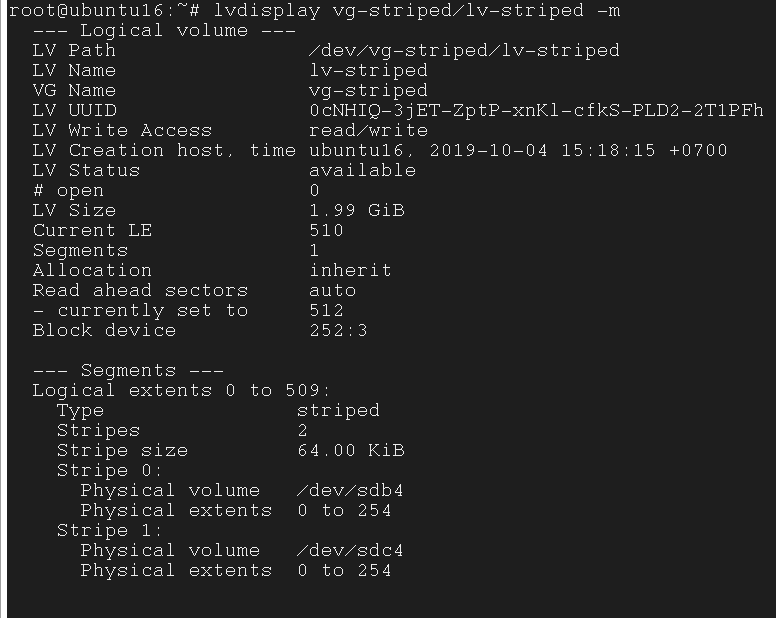 root@ubuntu16:~# lvdisplay vg-striped/lv-striped -m
--- Logical volume ---
LV Path                /dev/vg-striped/lv-striped
LV Name                lv-striped
VG Name                vg-striped
LV UUID                0cNHIQ-3jET-ZptP-xnKl-cfkS-PLD2-2T1PFh
LV Write Access        read/write
LV Creation host, time ubuntu16, 2019-10-04 15:18:15 +0700
LV Status              available
# open                 0
LV Size                1.99 GiB
Current LE             510
Segments               1
Allocation             inherit
Read ahead sectors     auto
- currently set to     512
Block device           252:3
--- Segments ---
Logical extents 0 to 509:
Type                striped
Stripes             2
Stripe size         64.00 KiB
Stripe 0:
Physical volume   /dev/sdb4
Physical extents  0 to 254
Stripe 1:
Physical volume   /dev/sdc4
Physical extents  0 to 254